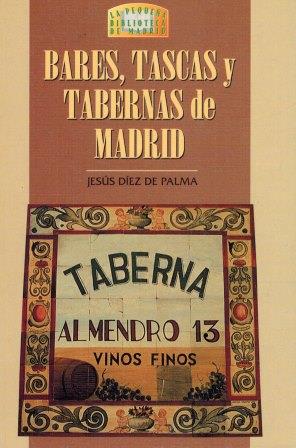 LA PEQUEÑA
BIBLIOTECA
DE MADRID
BARES, TASCAS y
TABERNAS de
MADRID
JESÚS DÍEZ DE PALMA
TABERNA
ALMENDRO 13
VINOS FINOS